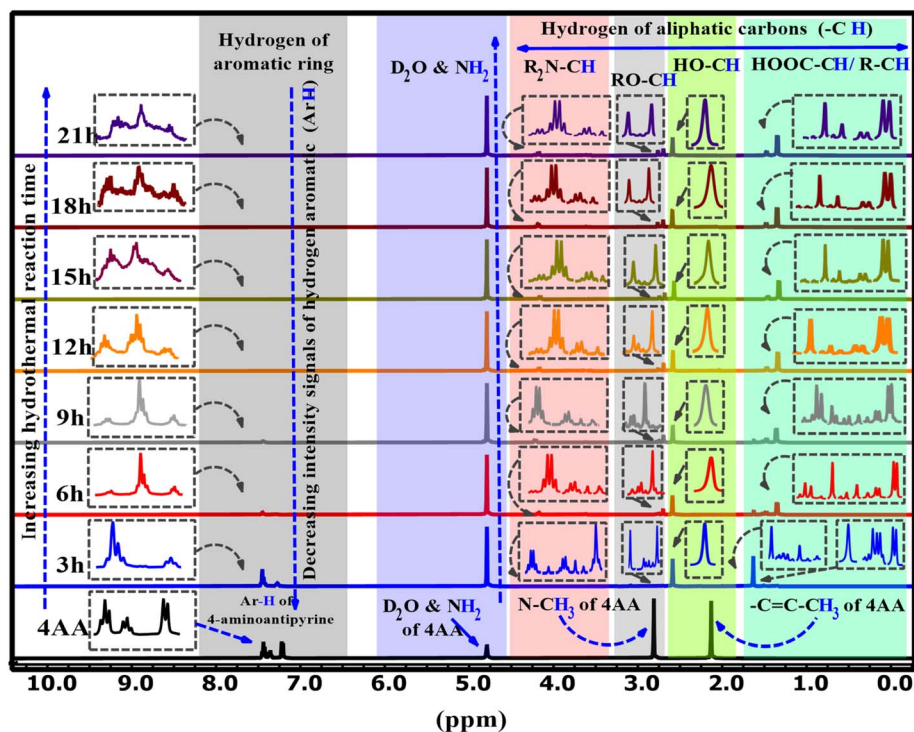 Hydrogen of aliphatic carbons (-C H)
Hydrogen of
aromatic ring
D2O & NH2
R2N-CH
RO-CH
HO-CH
HOOC-CH/ R-CH
Increasing hydrothermal reaction time
Decreasing intensity signals of hydrogen aromatic (ArH)
21h
18h
15h
12h
9h
6h
3h
4AA
Ar-H of
4-aminoantipyrine
D2O & NH2
of 4AA
N-CH3 of 4AA
-C=C-CH3 of 4AA
10.0 9.0 8.0 7.0 6.0 5.0 4.0 3.0 2.0 1.0 0.0
(ppm)